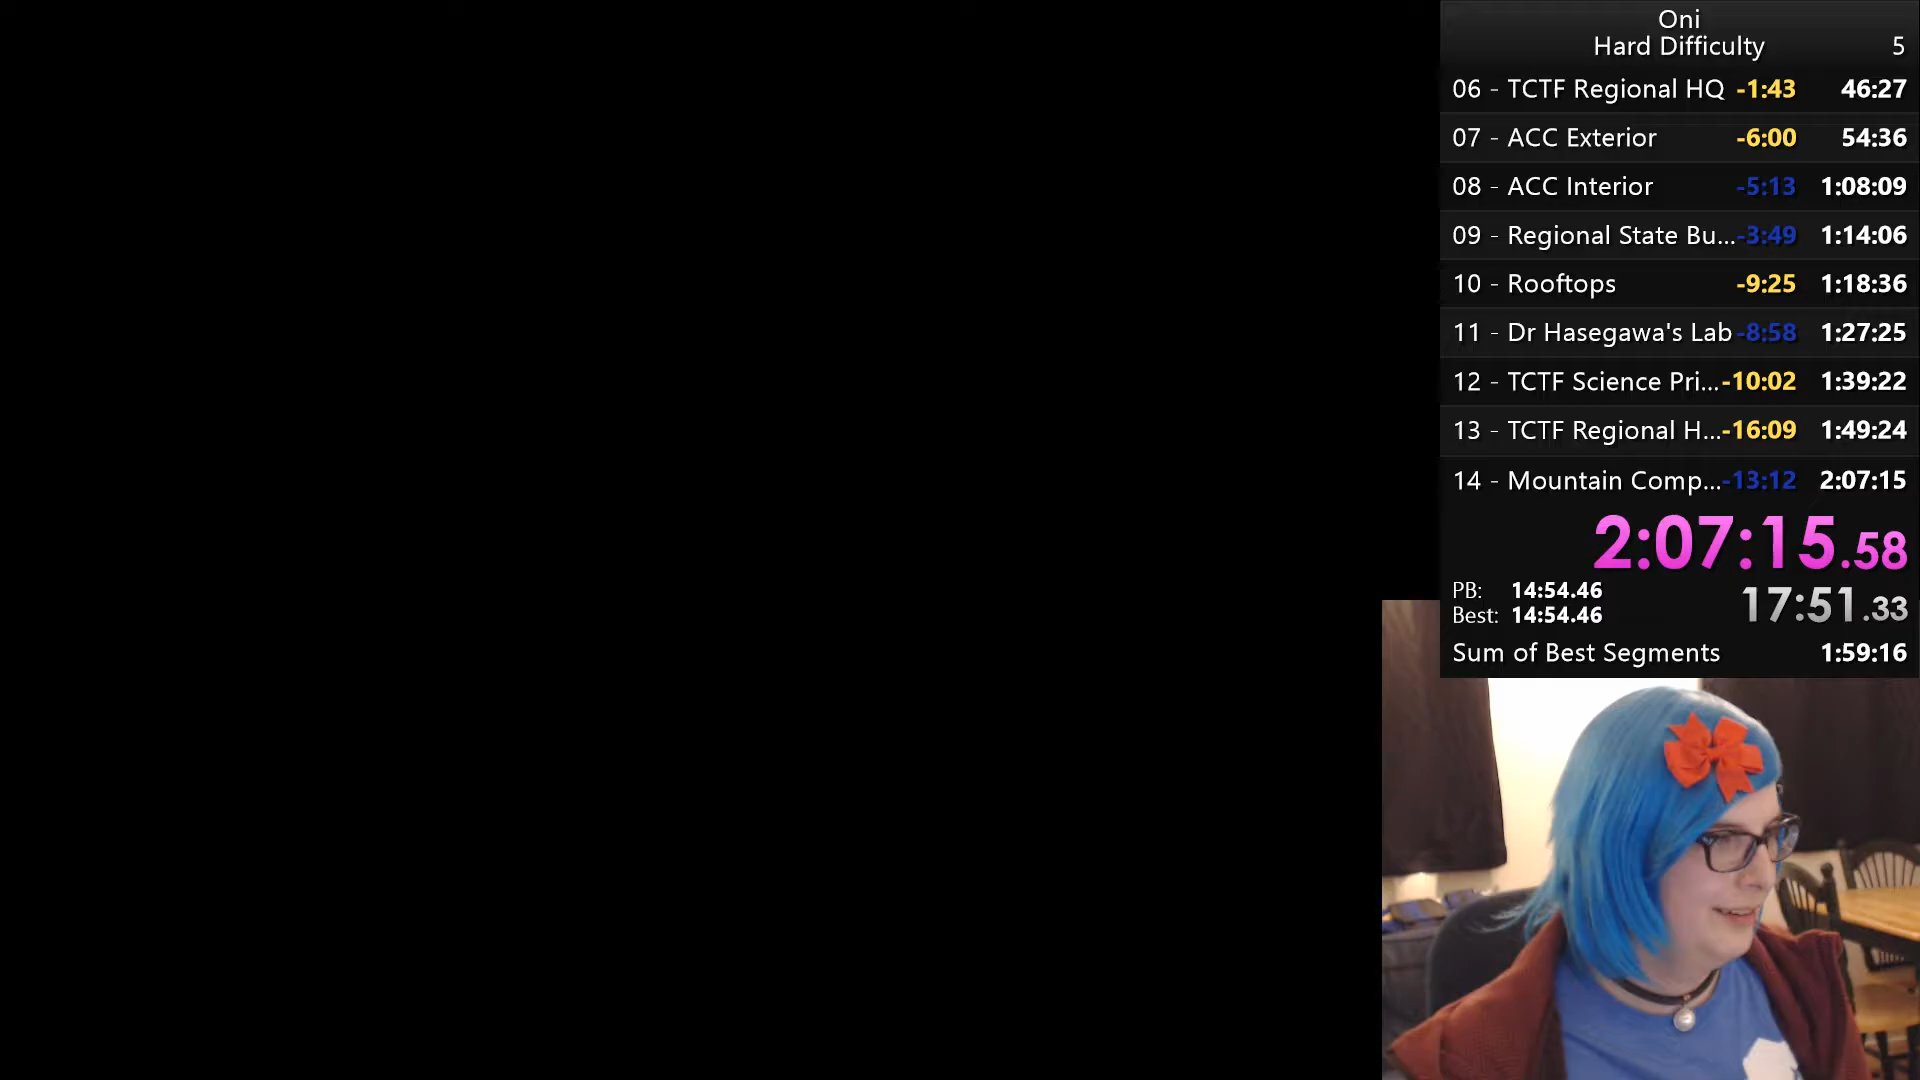 Oni
Hard Difficulty 5
06 - TCTF Regional HQ -1:43 46:27
07 - ACC Exterior -6:00 54:36
08 - ACC Interior -5:13 1:08:09
09 - Regional State Bu... -3:49 1:14:06
10 - Rooftops -9:25 1:18:36
11 - Dr Hasegawa's Lab -8:58 1:27:25
12 - TCTF Science Pri... -10:02 1:39:22
13 - TCTF Regional H... -16:09 1:49:24
14 - Mountain Comp... -13:12 2:07:15
2:07:15.58
PB: 14:54.46 17:51.33
Best: 14:54.46
Sum of Best Segments 1:59:16